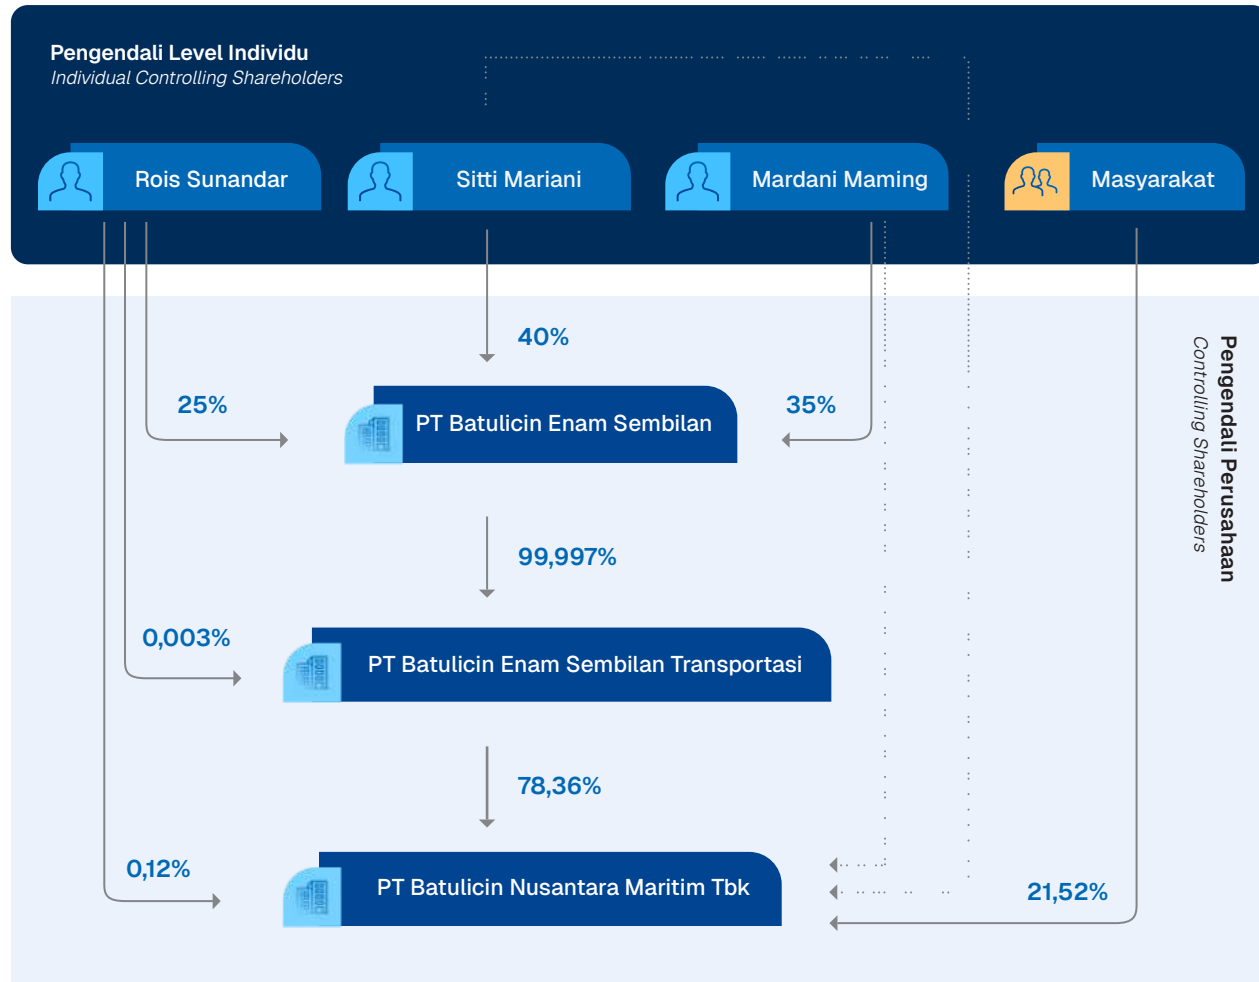 Pengendali Level Individu
Individual Controlling Shareholders
Rois Sunandar
Sitti Mariani
Mardani Maming
Masyarakat
40%
25%
35%
PT Batulicin Enam Sembilan
Pengendali Perusahaan
Controlling Shareholders
99,997%
0,003%
PT Batulicin Enam Sembilan Transportasi
78,36%
0,12%
PT Batulicin Nusantara Maritim Tbk
21,52%